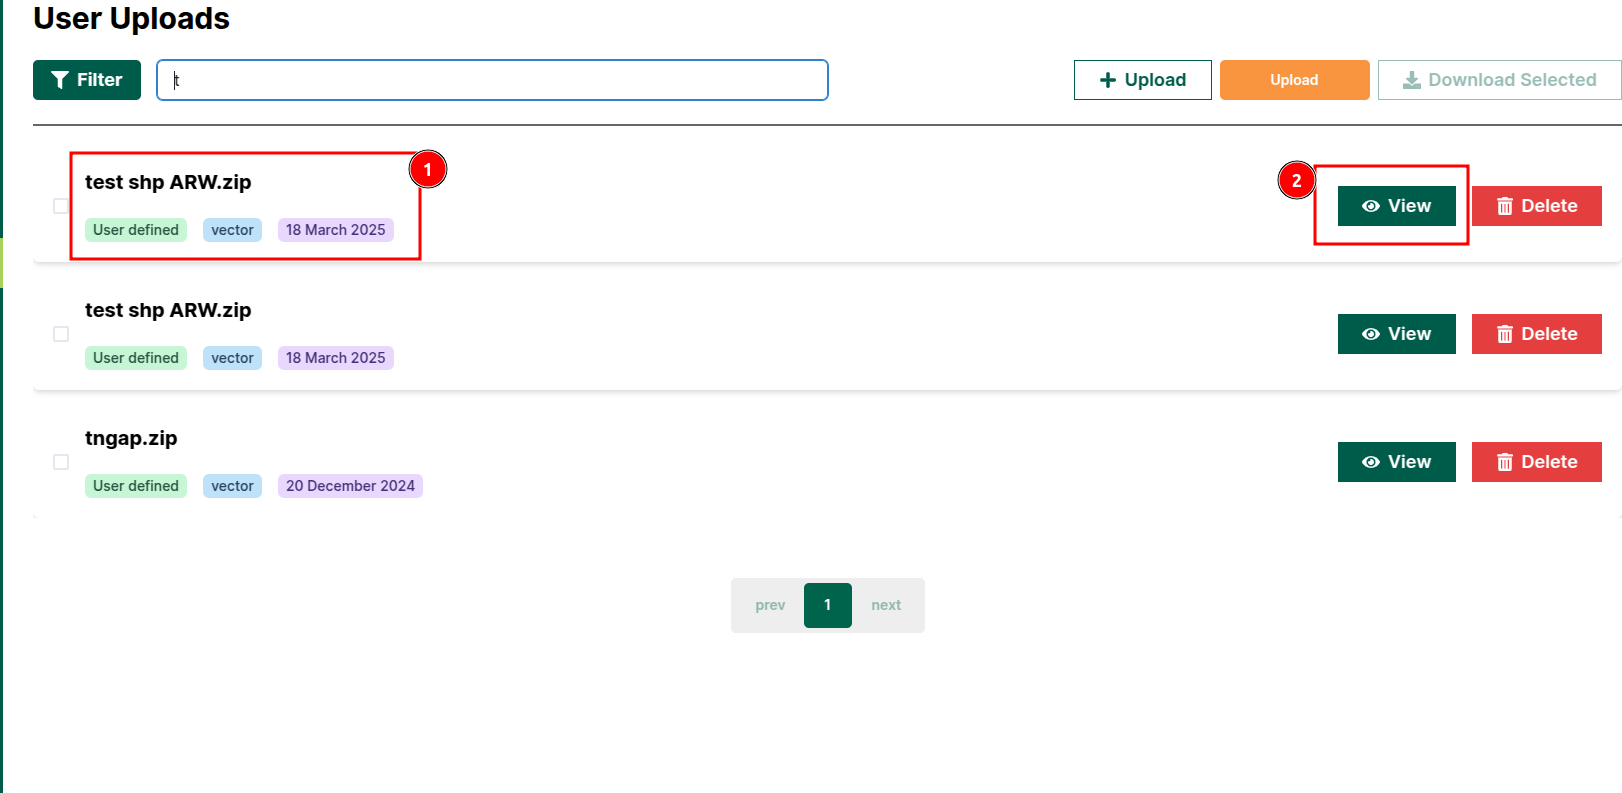 User Uploads
Filter
t
Upload
Upload
Download Selected
1
test shp ARW.zip
User defined vector 18 March 2025
2
View
Delete
test shp ARW.zip
User defined vector 18 March 2025
View
Delete
tngap.zip
User defined vector 20 December 2024
View
Delete
prev 1 next